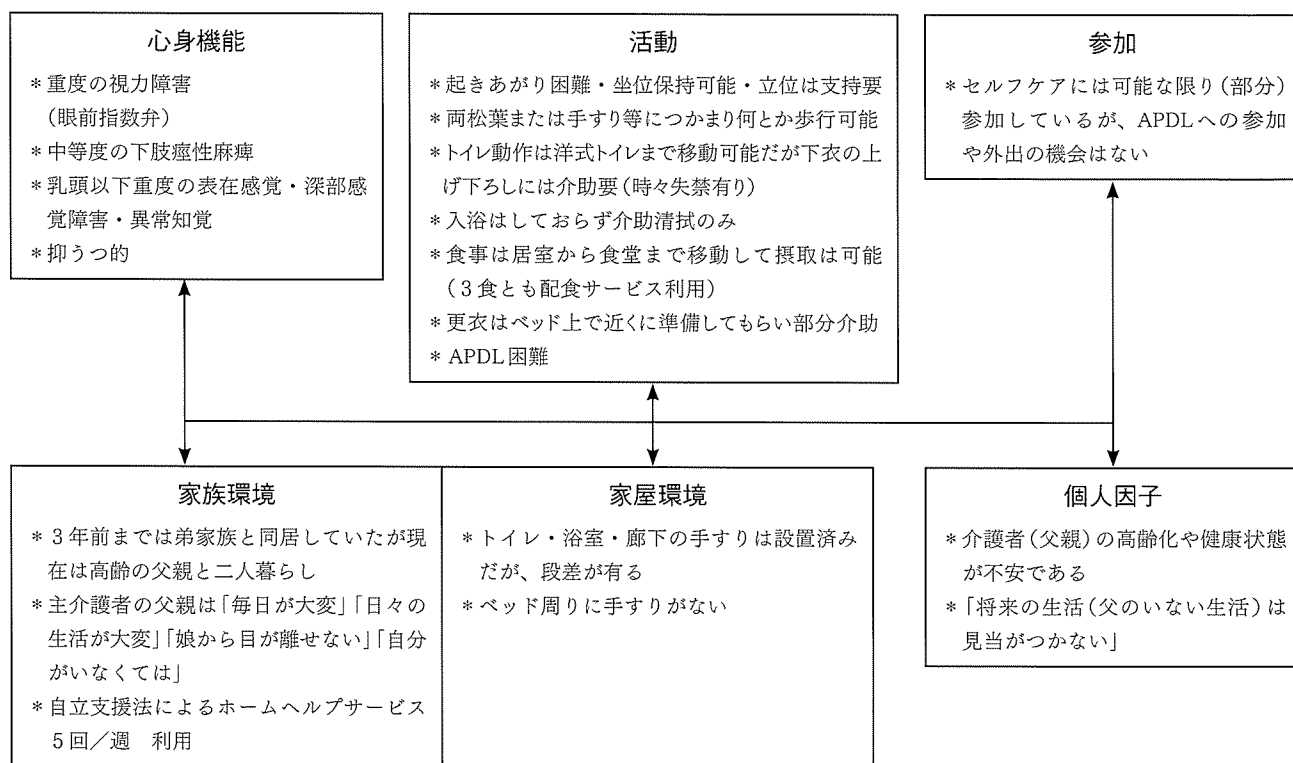 心身機能
＊重度の視力障害
（眼前指数弁）
＊中等度の下肢痙性麻痺
＊乳頭以下重度の表在感覚・深部感
覚障害・異常知覚
＊抑うつ的
活動
＊起きあがり困難・坐位保持可能・立位は支持要
＊両松葉または手すり等につかまり何とか歩行可能
＊トイレ動作は洋式トイレまで移動可能だが下衣の上
げ下ろしには介助要（時々失禁有り）
＊入浴はしておらず介助清拭のみ
＊食事は居室から食堂まで移動して摂取は可能
（３食とも配食サービス利用）
＊更衣はベッド上で近くに準備してもらい部分介助
＊APDL困難
参加
＊セルフケアには可能な限り（部分）
参加しているが、APDLへの参加
や外出の機会はない
家族環境
＊３年前までは弟家族と同居していたが現
在は高齢の父親と二人暮らし
＊主介護者の父親は「毎日が大変」「日々の
生活が大変」「娘から目が離せない」「自分
がいなくては」
＊自立支援法によるホームヘルプサービス
５回／週　利用
家屋環境
＊トイレ・浴室・廊下の手すりは設置済み
だが、段差が有る
＊ベッド周りに手すりがない
個人因子
＊介護者（父親）の高齢化や健康状態
が不安である
＊「将来の生活（父のいない生活）は
見当がつかない」